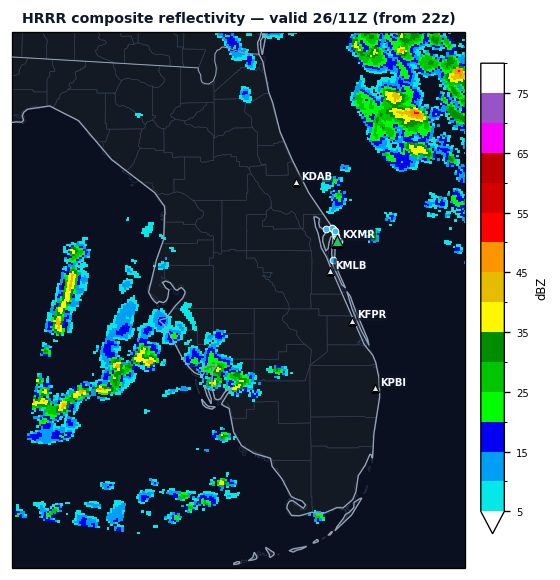 HRRR composite reflectivity — valid 26/11Z (from 22z)
KDAB
KXMR
KMLB
KFPR
KPBI
75
65
55
45
35
25
15
5
dBZ